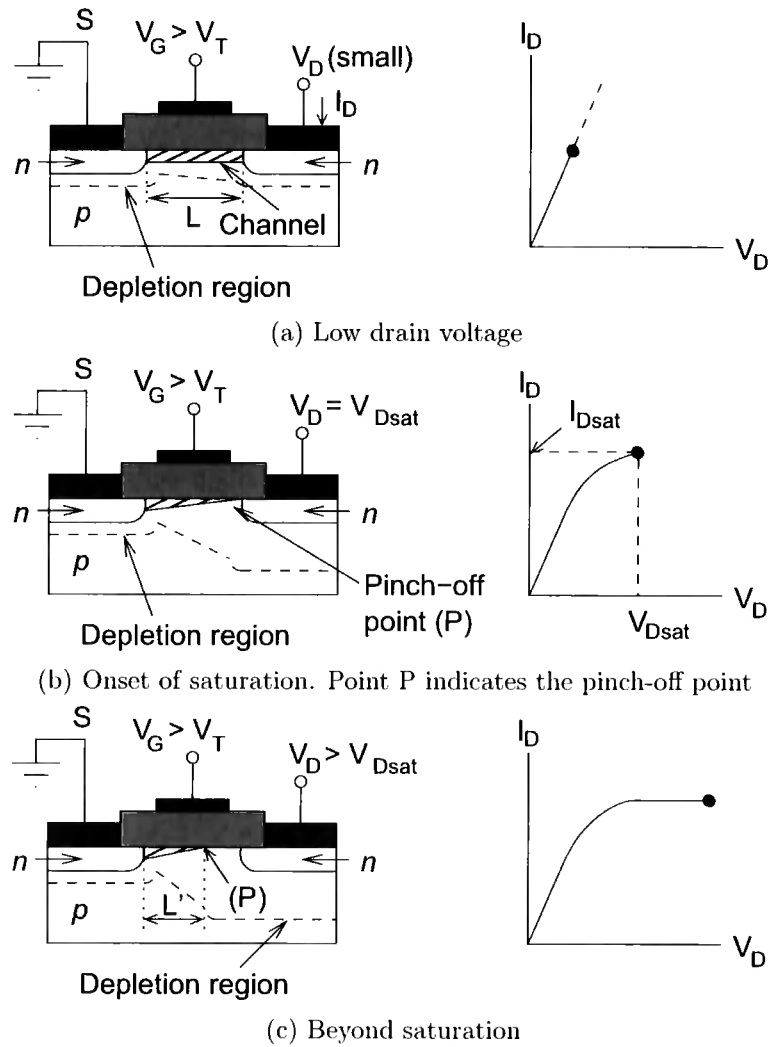 S
V_G > V_T
V_D (small)
I_D
n
n
p
L
Channel
Depletion region
I_D
V_D
(a) Low drain voltage
S
V_G > V_T
V_D = V_Dsat
n
n
p
Pinch-off
point (P)
Depletion region
I_D
I_Dsat
V_D
V_Dsat
(b) Onset of saturation. Point P indicates the pinch-off point
S
V_G > V_T
V_D > V_Dsat
n
n
p
L'
(P)
Depletion region
I_D
V_D
(c) Beyond saturation